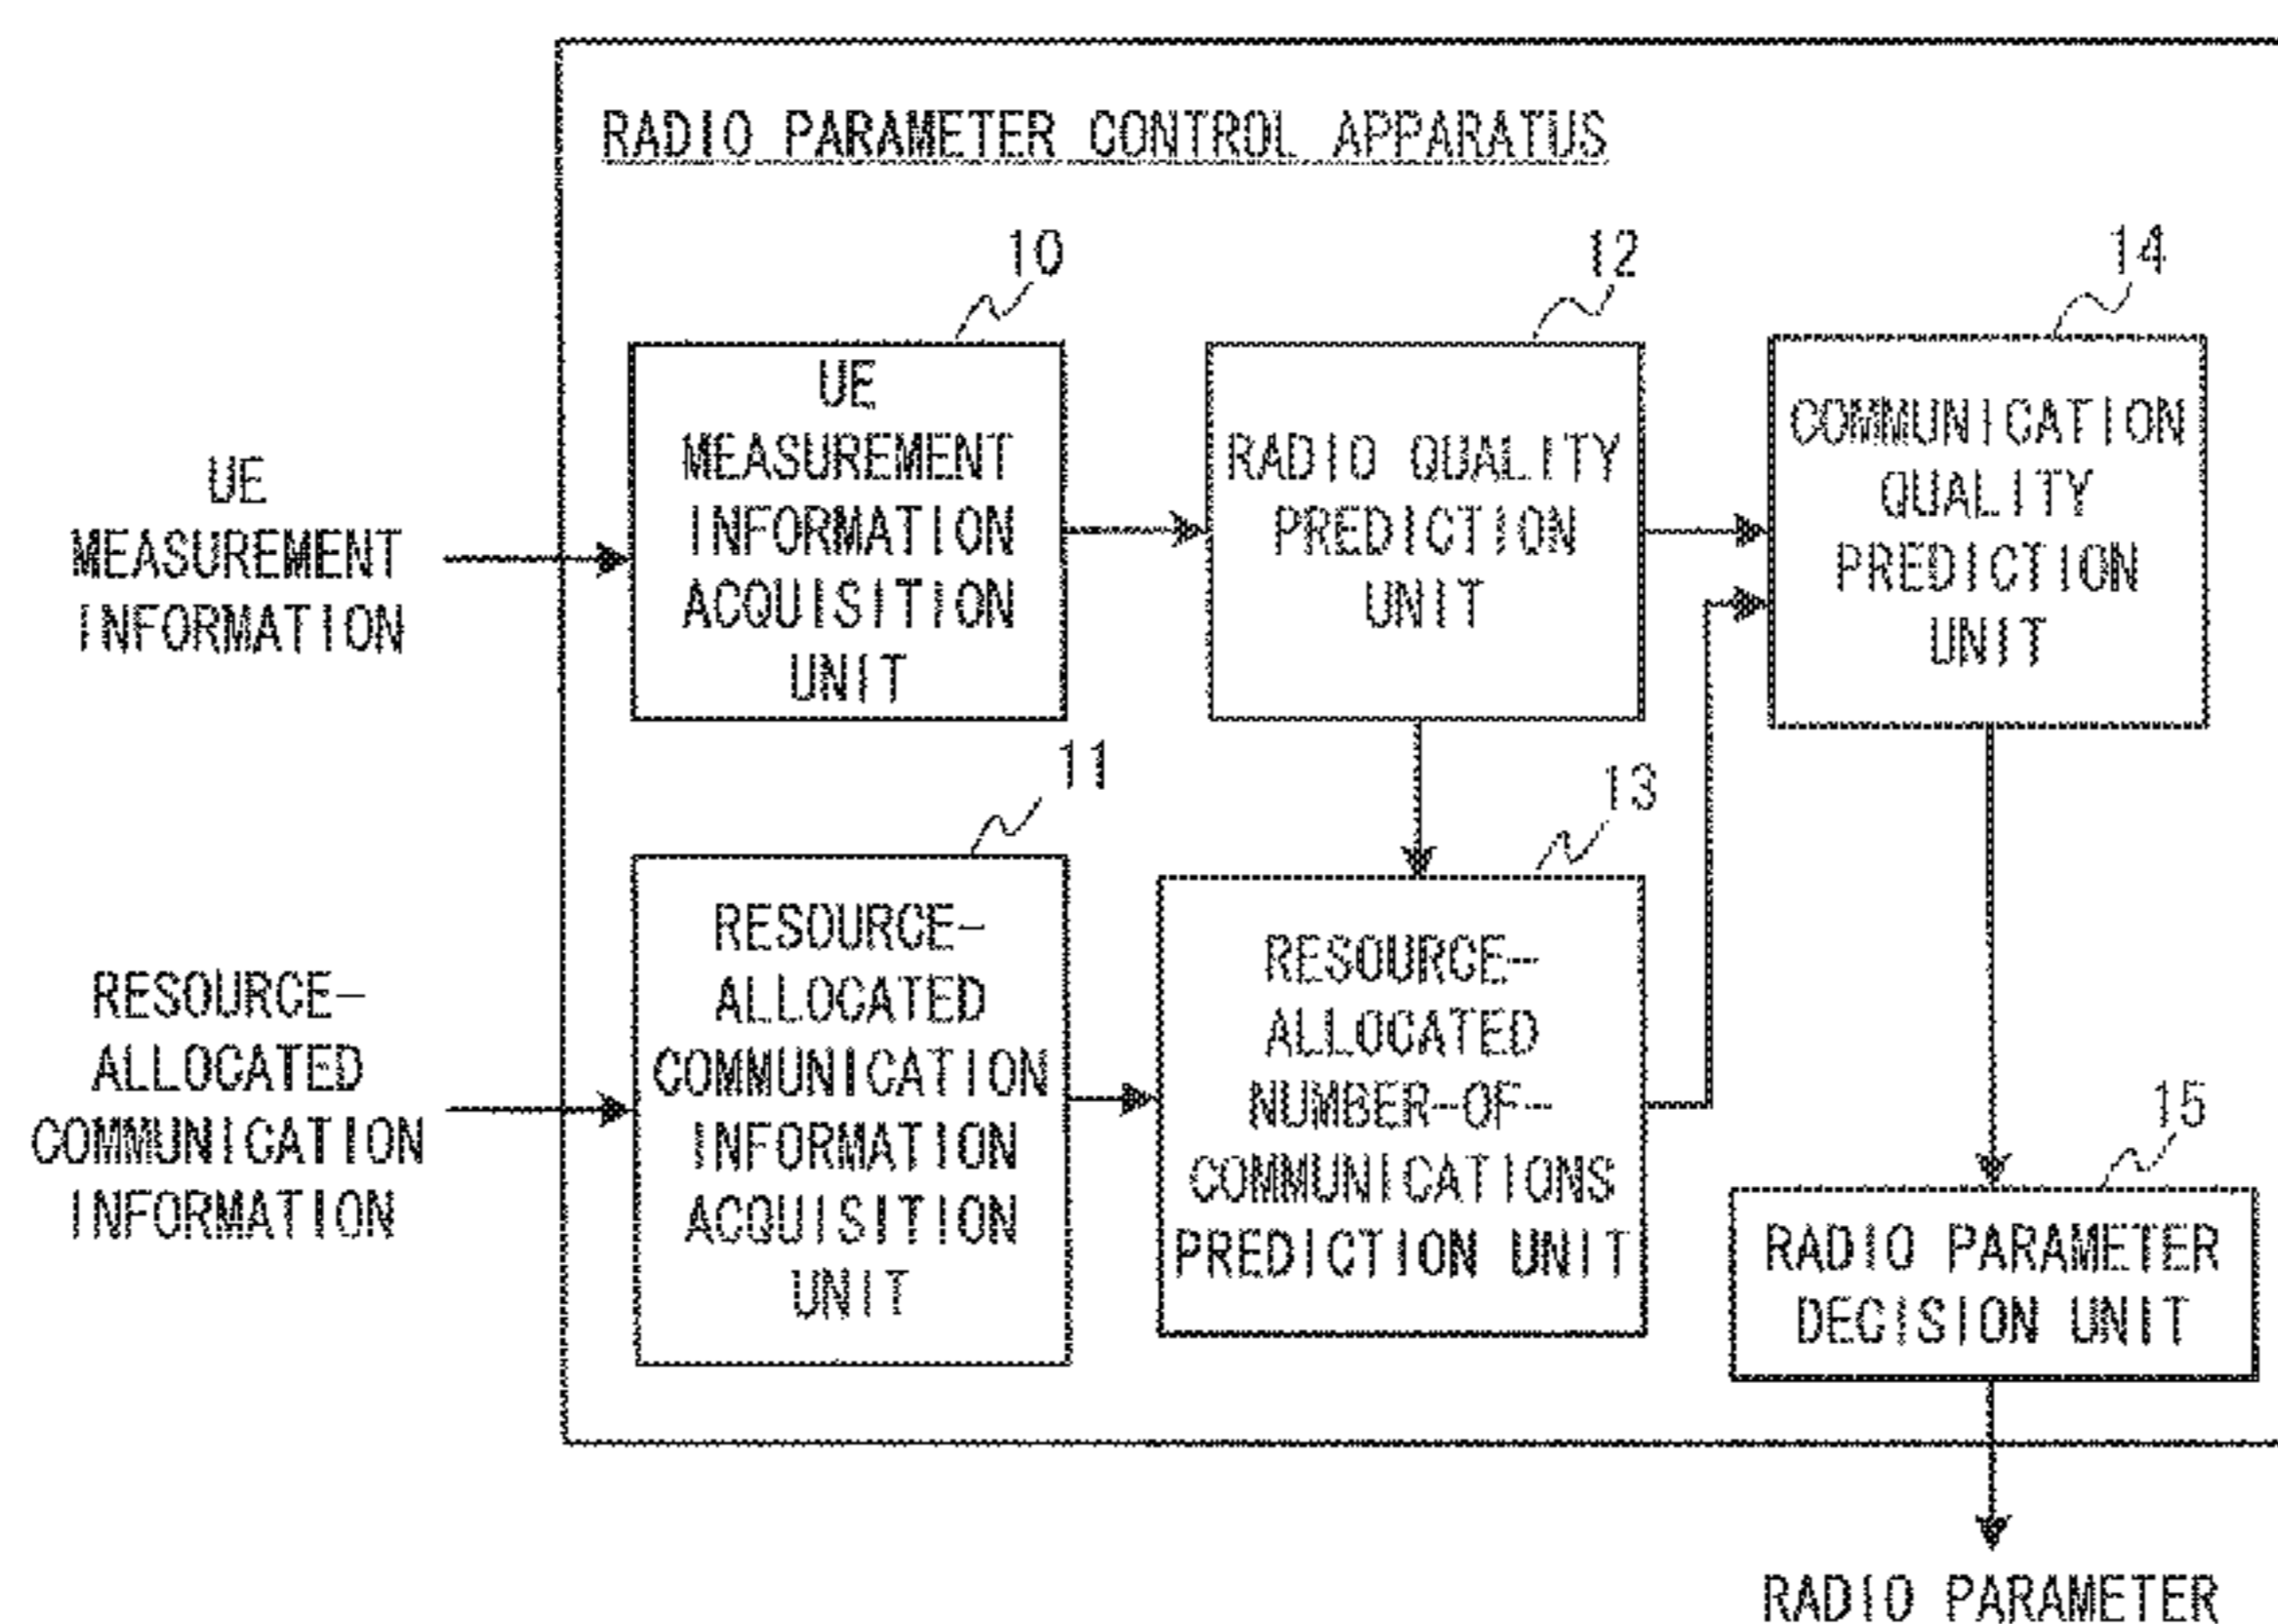 RADIO PARAMETER CONTROL APPARATUS
10
12
14
UE
MEASUREMENT
INFORMATION
UE
MEASUREMENT
INFORMATION
ACQUISITION
UNIT
RADIO QUALITY
PREDICTION
UNIT
COMMUNICATION
QUALITY
PREDICTION
UNIT
11
13
15
RESOURCE-
ALLOCATED
COMMUNICATION
INFORMATION
RESOURCE-
ALLOCATED
COMMUNICATION
INFORMATION
ACQUISITION
UNIT
RESOURCE-
ALLOCATED
NUMBER-OF-
COMMUNICATIONS
PREDICTION UNIT
RADIO PARAMETER
DECISION UNIT
RADIO PARAMETER